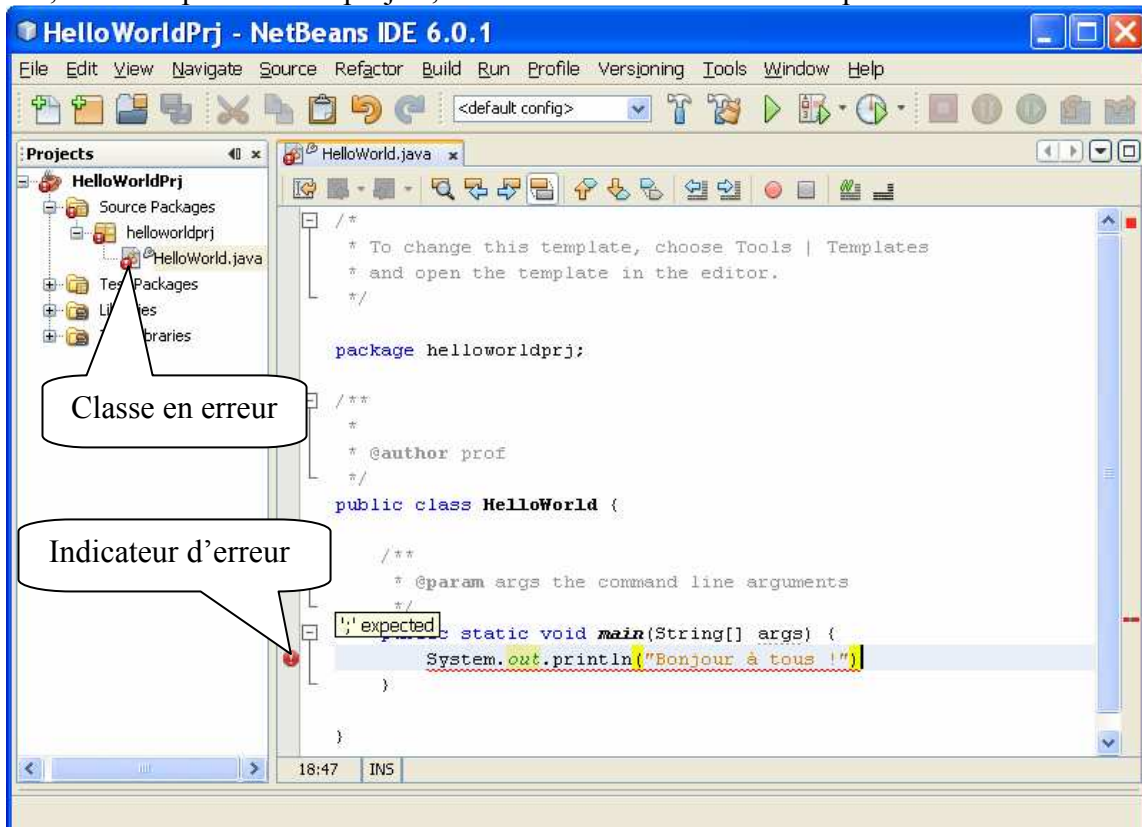 HelloWorldPrj - NetBeans IDE 6.0.1
File Edit View Navigate Source Refactor Build Run Profile Versioning Tools Window Help
<default config>
Projects
HelloWorld.java
HelloWorldPrj
Source Packages
helloworldprj
HelloWorld.java
Packages
Classe en erreur
Indicateur d'erreur
/*
* To change this template, choose Tools | Templates
* and open the template in the editor.
*/
package helloworldprj;
/**
*
* @author prof
*/
public class HelloWorld {
/**
* @param args the command line arguments
*/
';' expected
static void main(String[] args) {
System.out.println("Bonjour à tous !")
}
}
18:47 INS